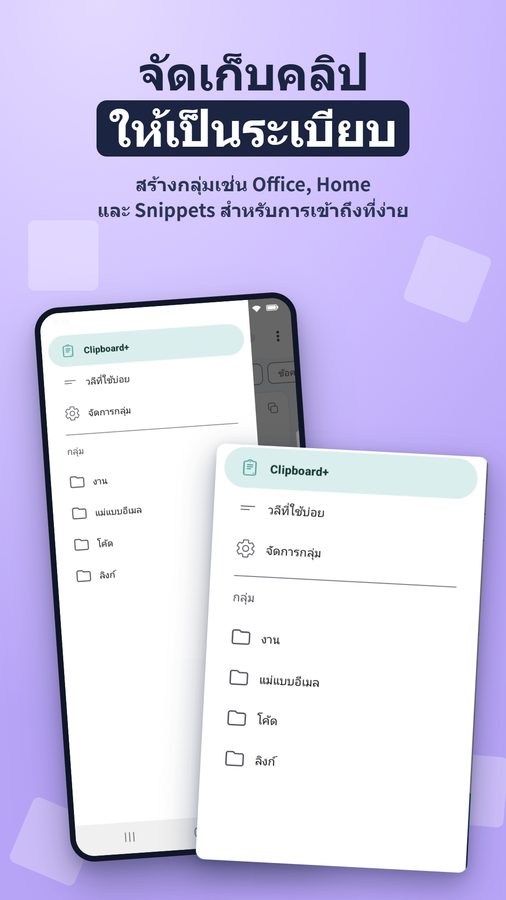 จัดเก็บคลิป
ให้เป็นระเบียบ
สร้างกลุ่มเช่น Office, Home
และ Snippets สำหรับการเข้าถึงที่ง่าย
Clipboard+
วลีที่ใช้บ่อย
จัดการกลุ่ม
กลุ่ม
งาน
แม่แบบอีเมล
โค้ด
ลิงก์
Clipboard+
วลีที่ใช้บ่อย
จัดการกลุ่ม
กลุ่ม
งาน
แม่แบบอีเมล
โค้ด
ลิงก์